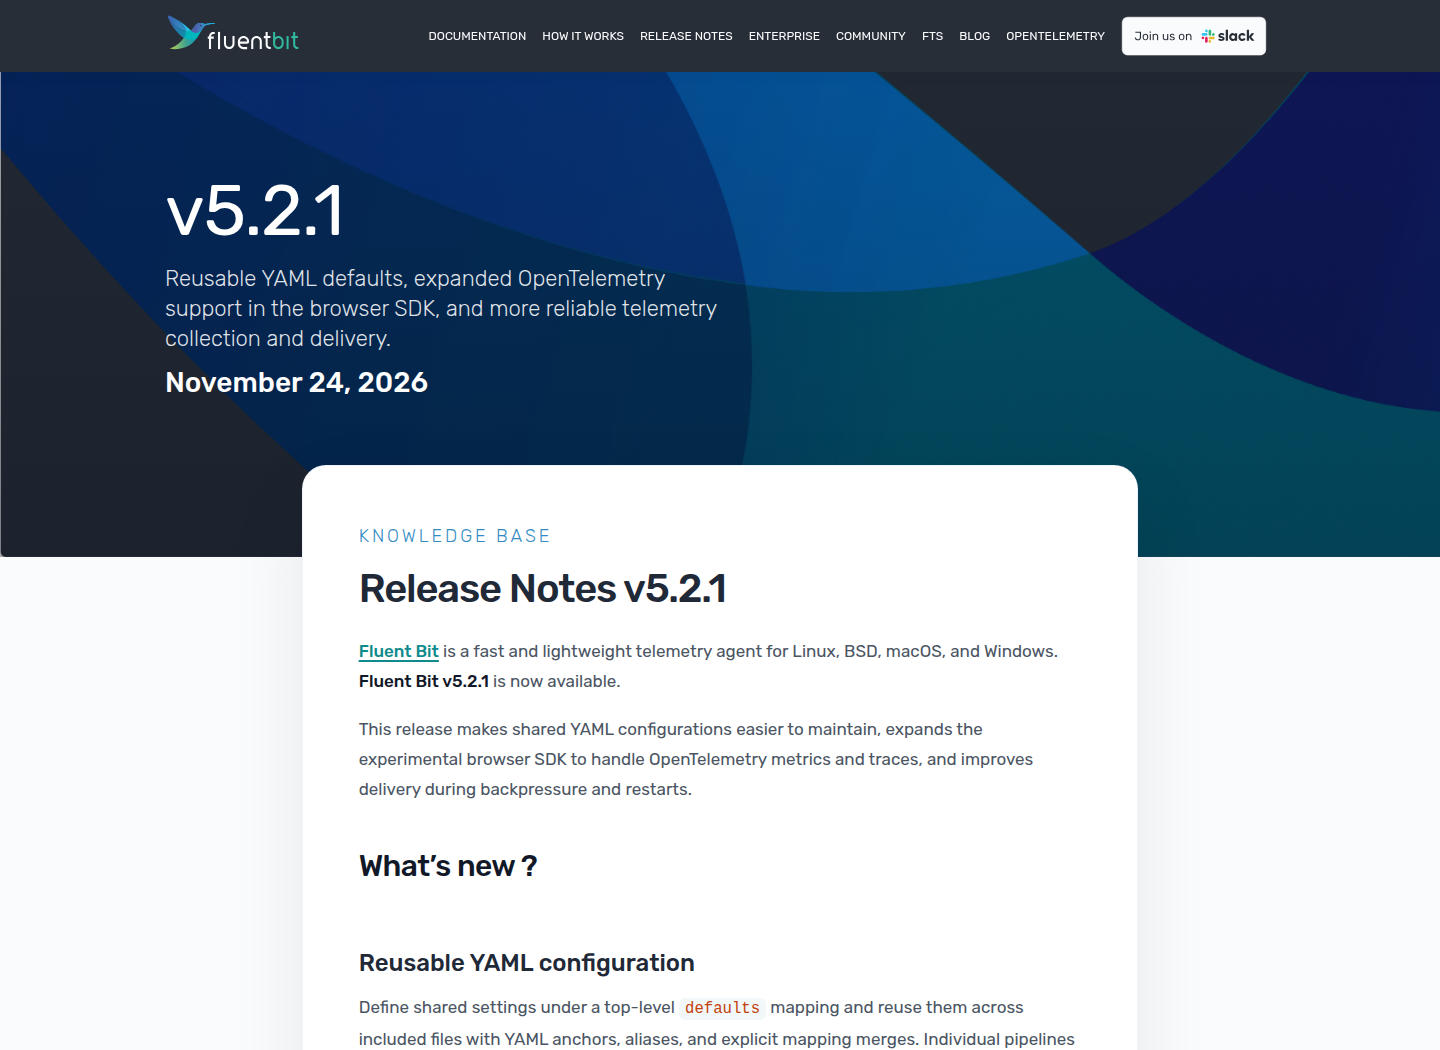 fluentbit
DOCUMENTATION HOW IT WORKS RELEASE NOTES ENTERPRISE COMMUNITY FTS BLOG OPENTELEMETRY Join us on slack
v5.2.1
Reusable YAML defaults, expanded OpenTelemetry
support in the browser SDK, and more reliable telemetry
collection and delivery.
November 24, 2026
KNOWLEDGE BASE
Release Notes v5.2.1
Fluent Bit is a fast and lightweight telemetry agent for Linux, BSD, macOS, and Windows.
Fluent Bit v5.2.1 is now available.
This release makes shared YAML configurations easier to maintain, expands the
experimental browser SDK to handle OpenTelemetry metrics and traces, and improves
delivery during backpressure and restarts.
What's new ?
Reusable YAML configuration
Define shared settings under a top-level defaults mapping and reuse them across
included files with YAML anchors, aliases, and explicit mapping merges. Individual pipelines